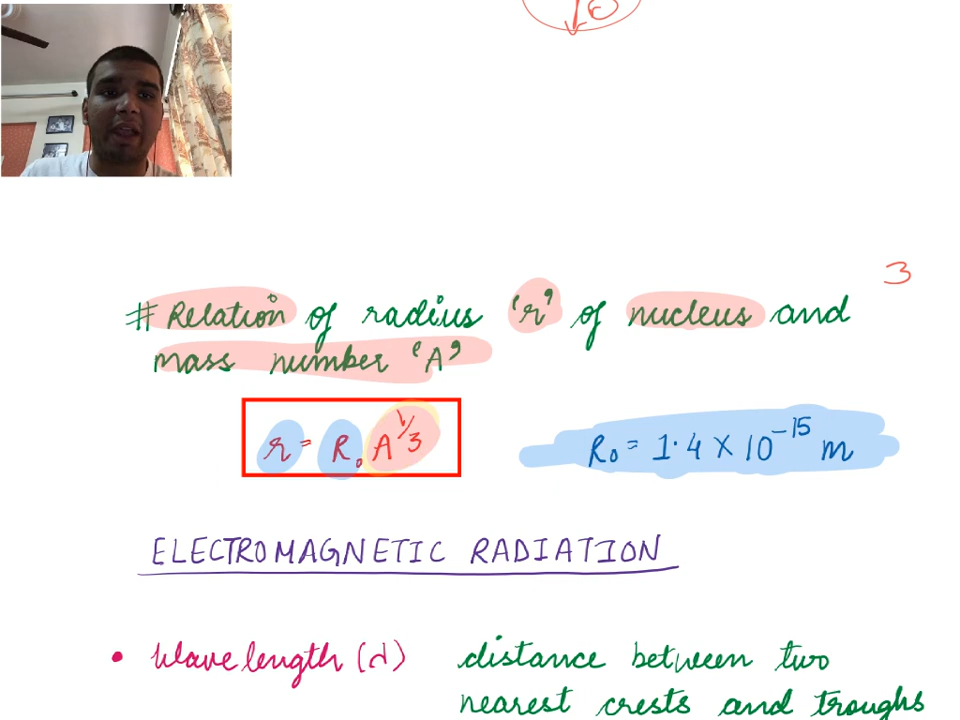 3
# Relation of radius 'r' of nucleus and
mass number 'A'
r = R₀ A^1/3
R₀ = 1.4 × 10⁻¹⁵ m
ELECTROMAGNETIC RADIATION
• Wavelength (λ) distance between two
nearest crests and troughs